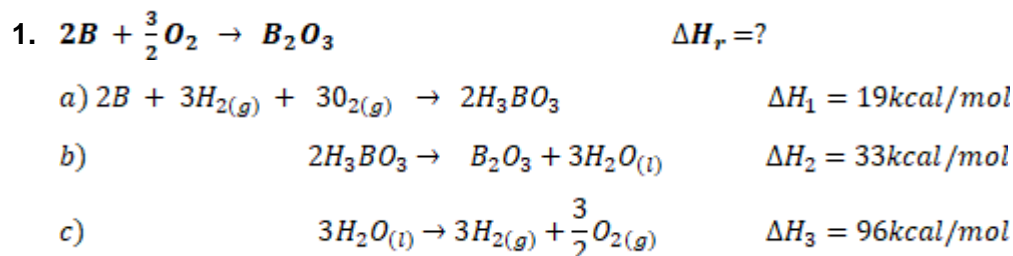 1. 2B + 3/2 O₂ → B₂O₃ ΔHᵣ =?
a) 2B + 3H₂₍g₎ + 30₂₍g₎ → 2H₃BO₃ ΔH₁ = 19kcal/mol
b) 2H₃BO₃ → B₂O₃ + 3H₂O₍l₎ ΔH₂ = 33kcal/mol
c) 3H₂O₍l₎ → 3H₂₍g₎ + 3/2 O₂₍g₎ ΔH₃ = 96kcal/mol